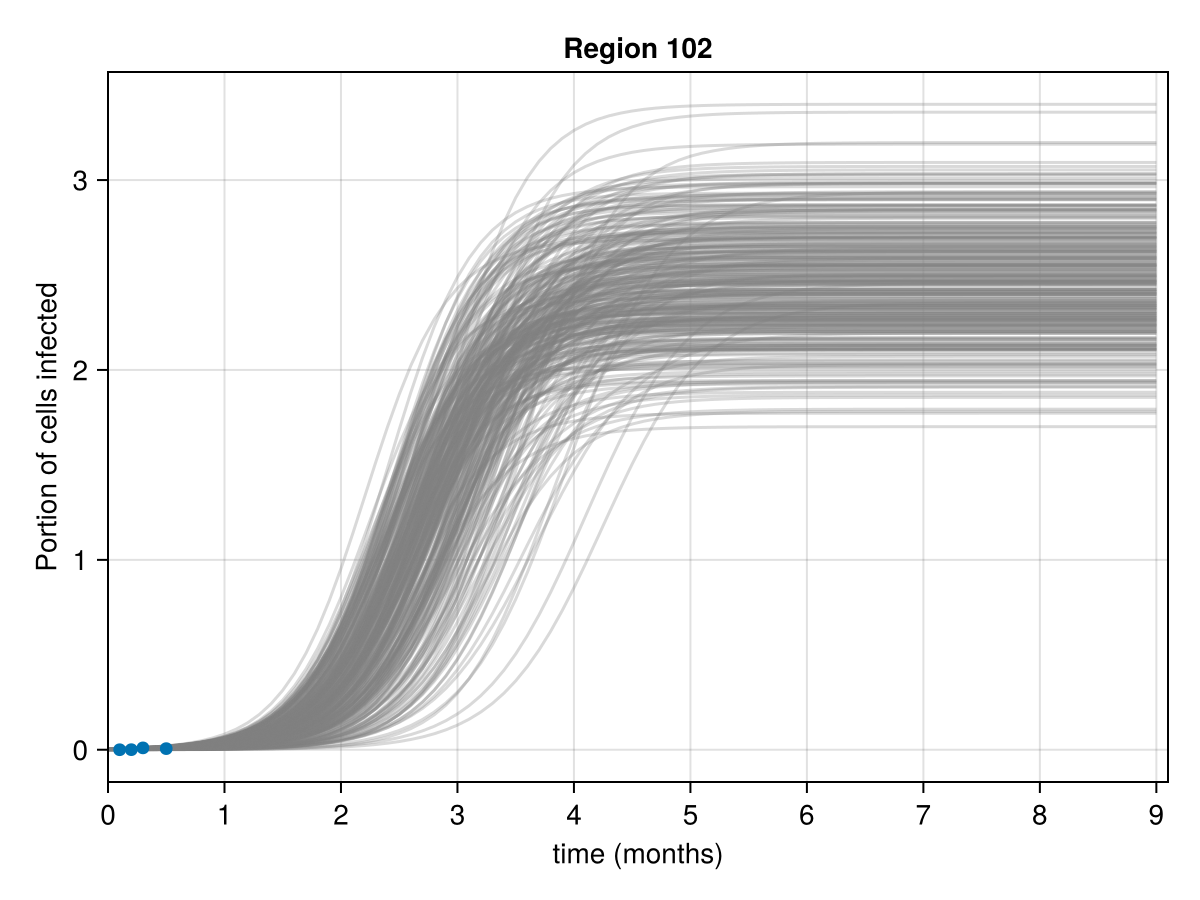 Region 102
Portion of cells infected
3
2
1
0
0 1 2 3 4 5 6 7 8 9
time (months)